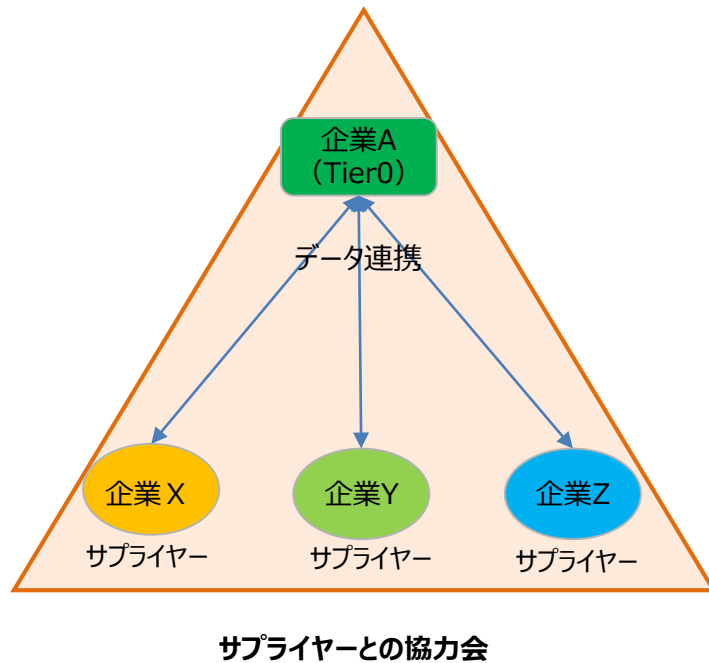 企業A
（Tier0）
データ連携
企業X
企業Y
企業Z
サプライヤー
サプライヤー
サプライヤー
サプライヤーとの協力会